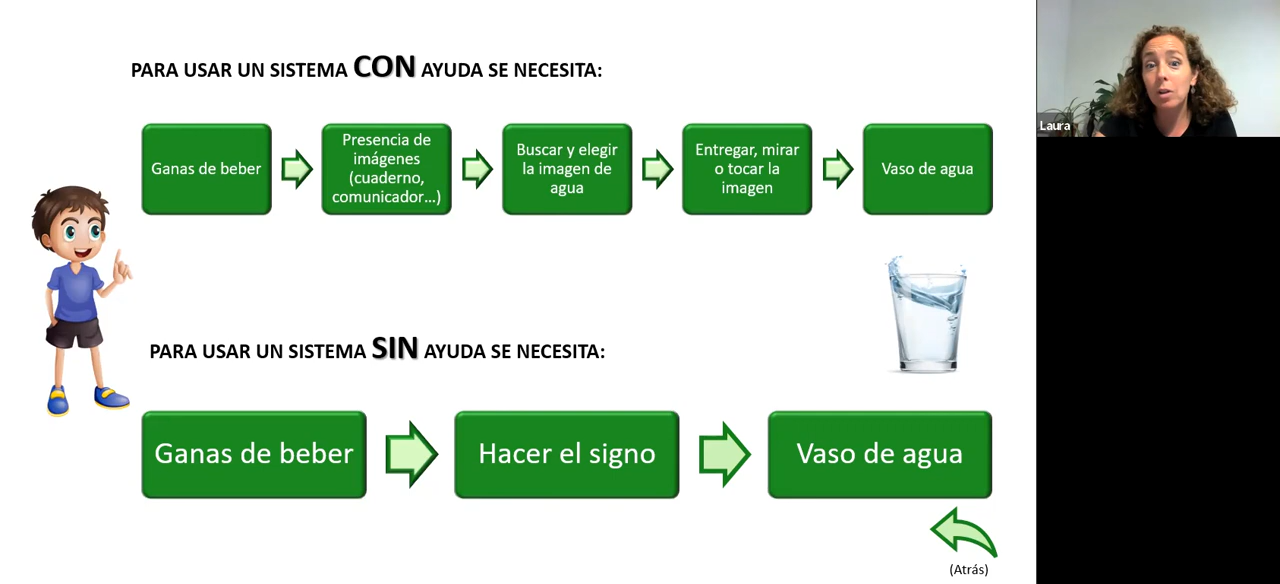 PARA USAR UN SISTEMA CON AYUDA SE NECESITA:
Ganas de beber
Presencia de
imágenes
(cuaderno,
comunicador...)
Buscar y elegir
la imagen de
agua
Entregar, mirar
o tocar la
imagen
Vaso de agua
Laura
PARA USAR UN SISTEMA SIN AYUDA SE NECESITA:
Ganas de beber
Hacer el signo
Vaso de agua
(Atrás)